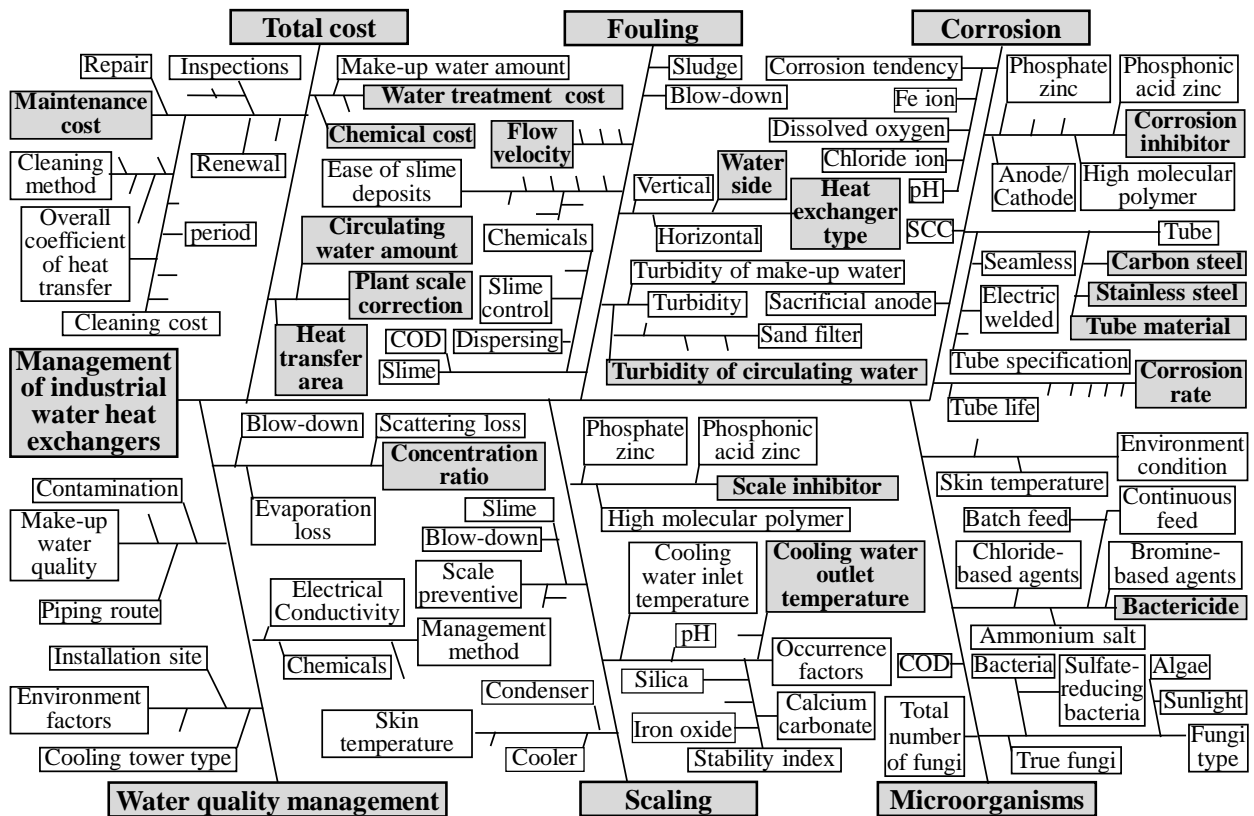 Total cost
Fouling
Corrosion
Repair
Inspections
Make-up water amount
Maintenance
cost
Water treatment cost
Chemical cost
Cleaning
method
Renewal
Overall
coefficient
of heat
transfer
period
Cleaning cost
Ease of slime
deposits
Circulating
water amount
Plant scale
correction
Heat
transfer
area
Sludge
Blow-down
Flow
velocity
Water
side
Vertical
Heat
exchanger
type
Horizontal
Chemicals
Slime
control
COD
Dispersing
Slime
Turbidity of make-up water
Turbidity
Sand filter
Turbidity of circulating water
Corrosion tendency
Fe ion
Dissolved oxygen
Chloride ion
pH
SCC
Sacrificial anode
Phosphate
zinc
Phosphonic
acid zinc
Corrosion
inhibitor
Anode/
Cathode
High molecular
polymer
Tube
Seamless
Carbon steel
Electric
welded
Stainless steel
Tube material
Tube specification
Corrosion
rate
Tube life
Management
of industrial
water heat
exchangers
Blow-down
Scattering loss
Concentration
ratio
Contamination
Evaporation
loss
Make-up
water
quality
Piping route
Electrical
Conductivity
Management
method
Chemicals
Installation site
Environment
factors
Cooling tower type
Phosphate
zinc
Phosphonic
acid zinc
Scale inhibitor
High molecular polymer
Slime
Blow-down
Scale
preventive
Cooling
water inlet
temperature
Cooling water
outlet
temperature
pH
Occurrence
factors
Silica
Calcium
carbonate
Iron oxide
Stability index
Condenser
Skin
temperature
Cooler
Environment
condition
Skin temperature
Batch feed
Continuous
feed
Chloride-
based agents
Bromine-
based agents
Bactericide
Ammonium salt
COD
Bacteria
Sulfate-
reducing
bacteria
Algae
Sunlight
Total
number
of fungi
True fungi
Fungi
type
Water quality management
Scaling
Microorganisms